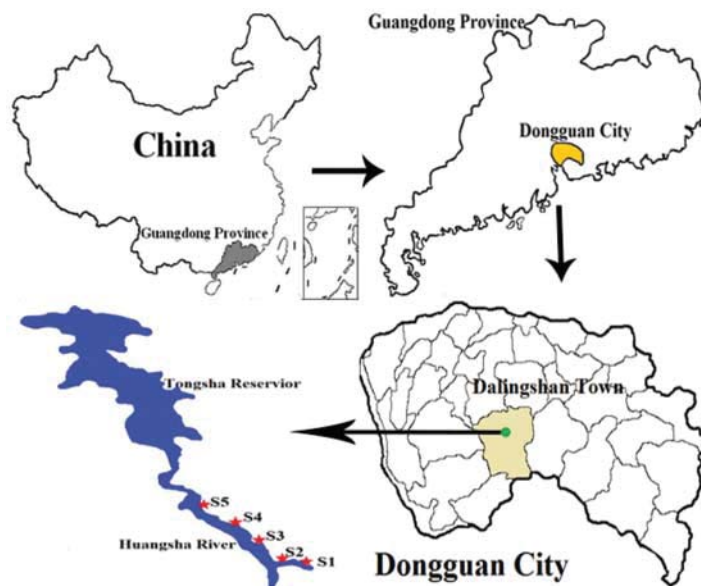 Guangdong Province
China
Dongguan City
Guangdong Province
Tongsha Reservior
Dalingshan Town
S5
S4
S3
Huangsha River
S2
S1
Dongguan City